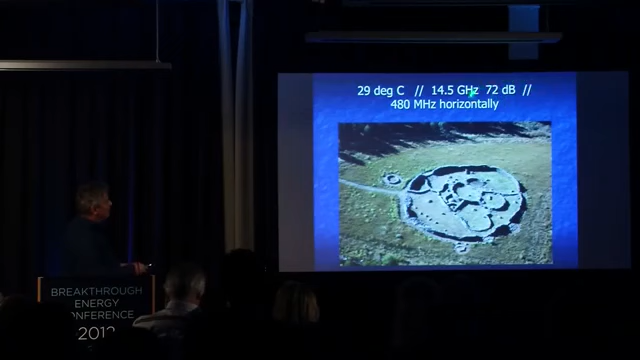 29 deg C // 14.5 GHz 72 dB //
480 MHz horizontally
BREAKTHROUGH
ENERGY
CONFERENCE